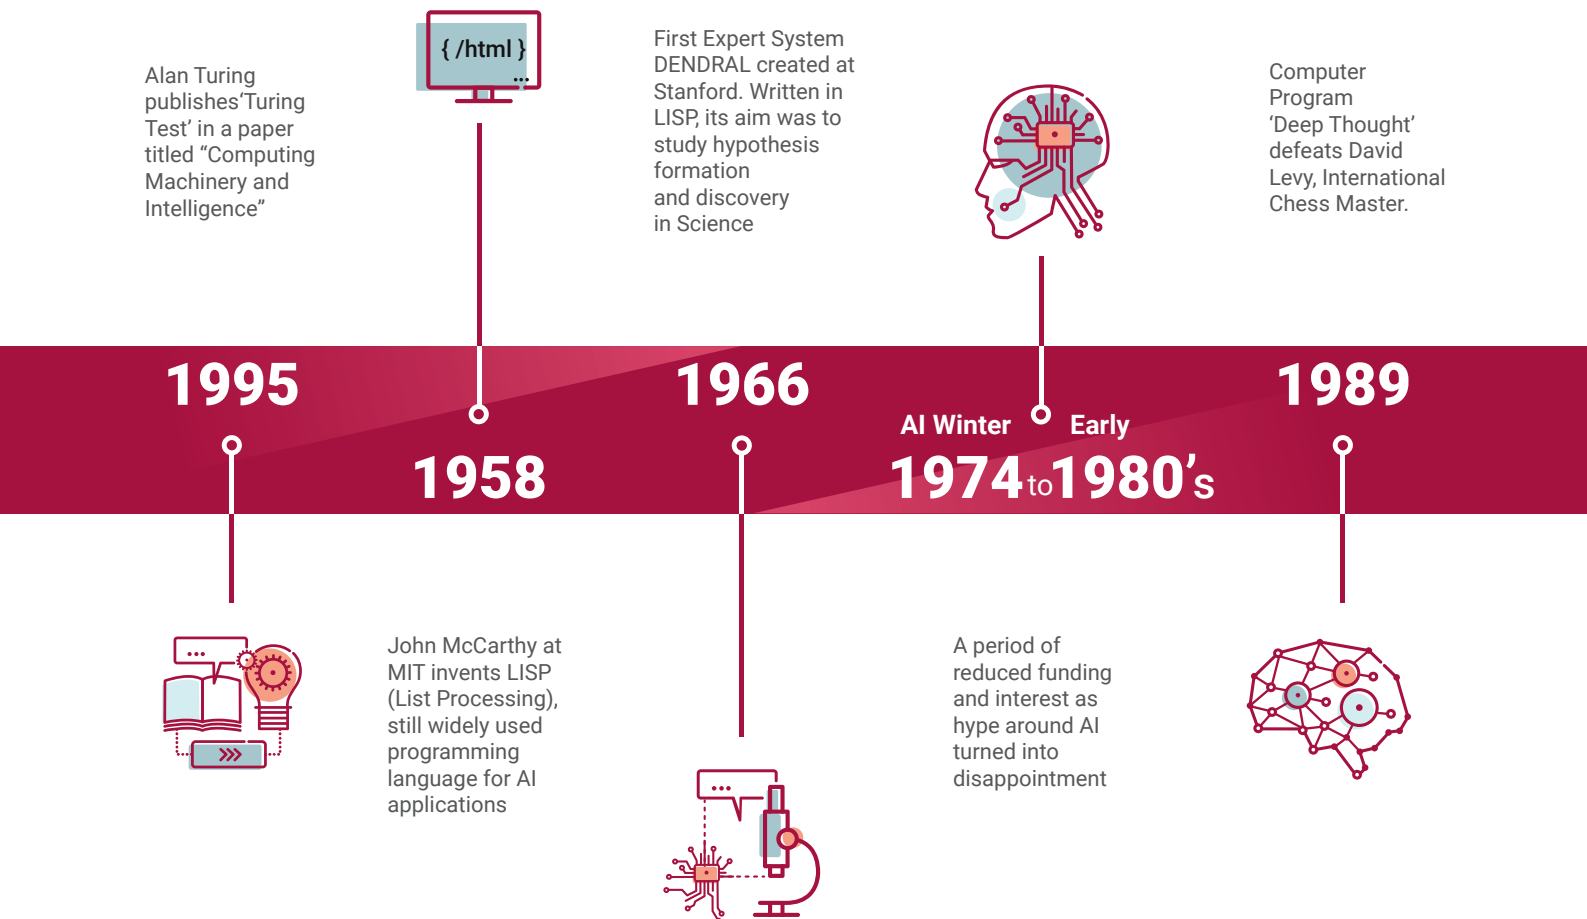 Alan Turing
publishes‘Turing
Test’ in a paper
titled “Computing
Machinery and
Intelligence”
{ /html }
...
First Expert System
DENDRAL created at
Stanford. Written in
LISP, its aim was to
study hypothesis
formation
and discovery
in Science
Computer
Program
‘Deep Thought’
defeats David
Levy, International
Chess Master.
1995
1958
1966
AI Winter Early
1974 to 1980’s
1989
...
>>>
John McCarthy at
MIT invents LISP
(List Processing),
still widely used
programming
language for AI
applications
...
A period of
reduced funding
and interest as
hype around AI
turned into
disappointment